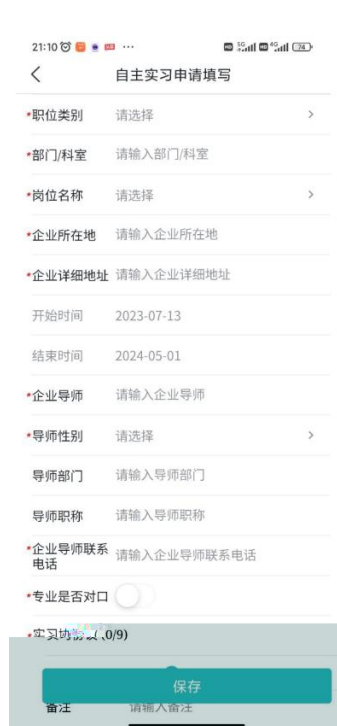 21:10
5G 4G 74
自主实习申请填写
*职位类别 请选择
*部门/科室 请输入部门/科室
*岗位名称 请选择
*企业所在地 请输入企业所在地
*企业详细地址 请输入企业详细地址
开始时间 2023-07-13
结束时间 2024-05-01
*企业导师 请输入企业导师
*导师性别 请选择
导师部门 请输入导师部门
导师职称 请输入导师职称
*企业导师联系
电话 请输入企业导师联系电话
*专业是否对口
*实习协议(0/9)
保存
备注 请输入备注